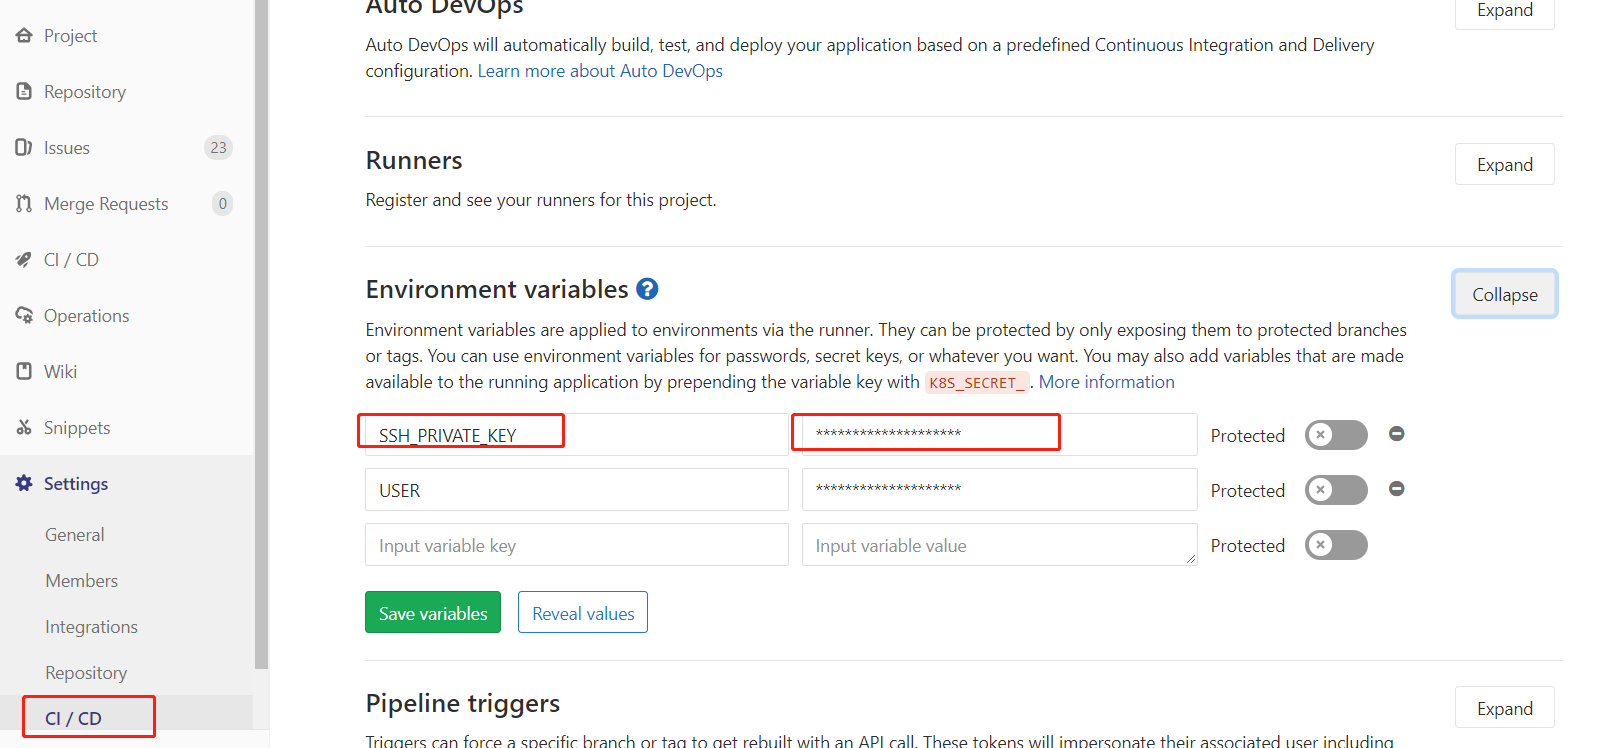 Project
Repository
Issues 23
Merge Requests 0
CI / CD
Operations
Wiki
Snippets
Settings
General
Members
Integrations
Repository
CI / CD
Auto DevOps
Expand
Auto DevOps will automatically build, test, and deploy your application based on a predefined Continuous Integration and Delivery
configuration. Learn more about Auto DevOps
Runners
Expand
Register and see your runners for this project.
Environment variables ?
Collapse
Environment variables are applied to environments via the runner. They can be protected by only exposing them to protected branches
or tags. You can use environment variables for passwords, secret keys, or whatever you want. You may also add variables that are made
available to the running application by prepending the variable key with K8S_SECRET_. More information
SSH_PRIVATE_KEY ******************** Protected
USER ******************** Protected
Input variable key Input variable value Protected
Save variables Reveal values
Pipeline triggers
Expand
Triggers can force a specific branch or tag to get rebuilt with an API call. These tokens will impersonate their associated user including